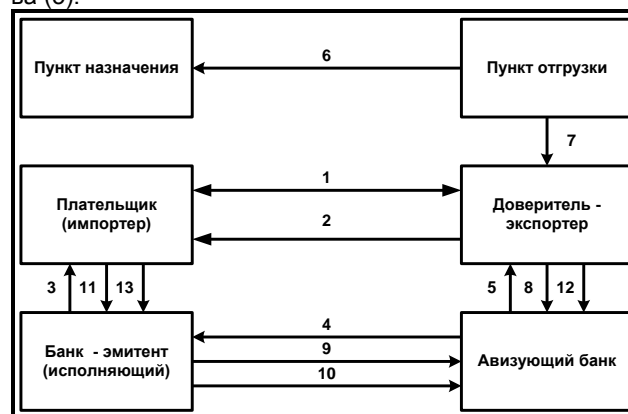 ва (5).
Пункт назначения
6
Пункт отгрузки
7
Плательщик
(импортер)
1
2
Доверитель -
экспортер
3 11 13
5 8 12
Банк - эмитент
(исполняющий)
4
9
10
Авизующий банк